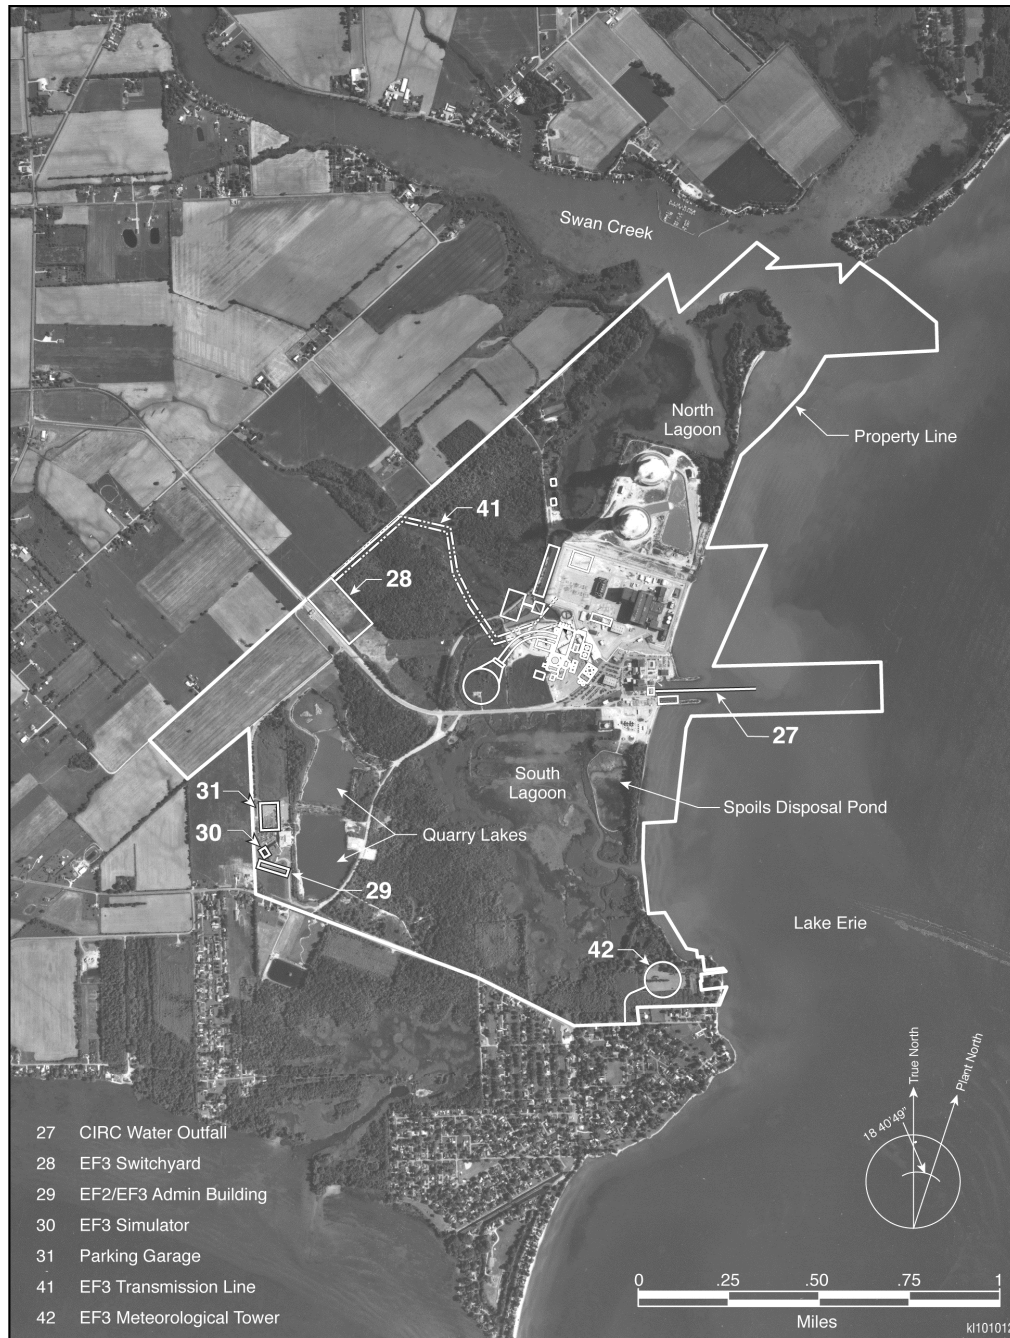 Swan Creek
North
Lagoon
Property Line
41
28
27
South
Lagoon
Spoils Disposal Pond
31
30
Quarry Lakes
29
Lake Erie
42
True North
Plant North
18 40'49"
27 CIRC Water Outfall
28 EF3 Switchyard
29 EF2/EF3 Admin Building
30 EF3 Simulator
31 Parking Garage
41 EF3 Transmission Line
42 EF3 Meteorological Tower
0 .25 .50 .75 1
Miles
kl101012